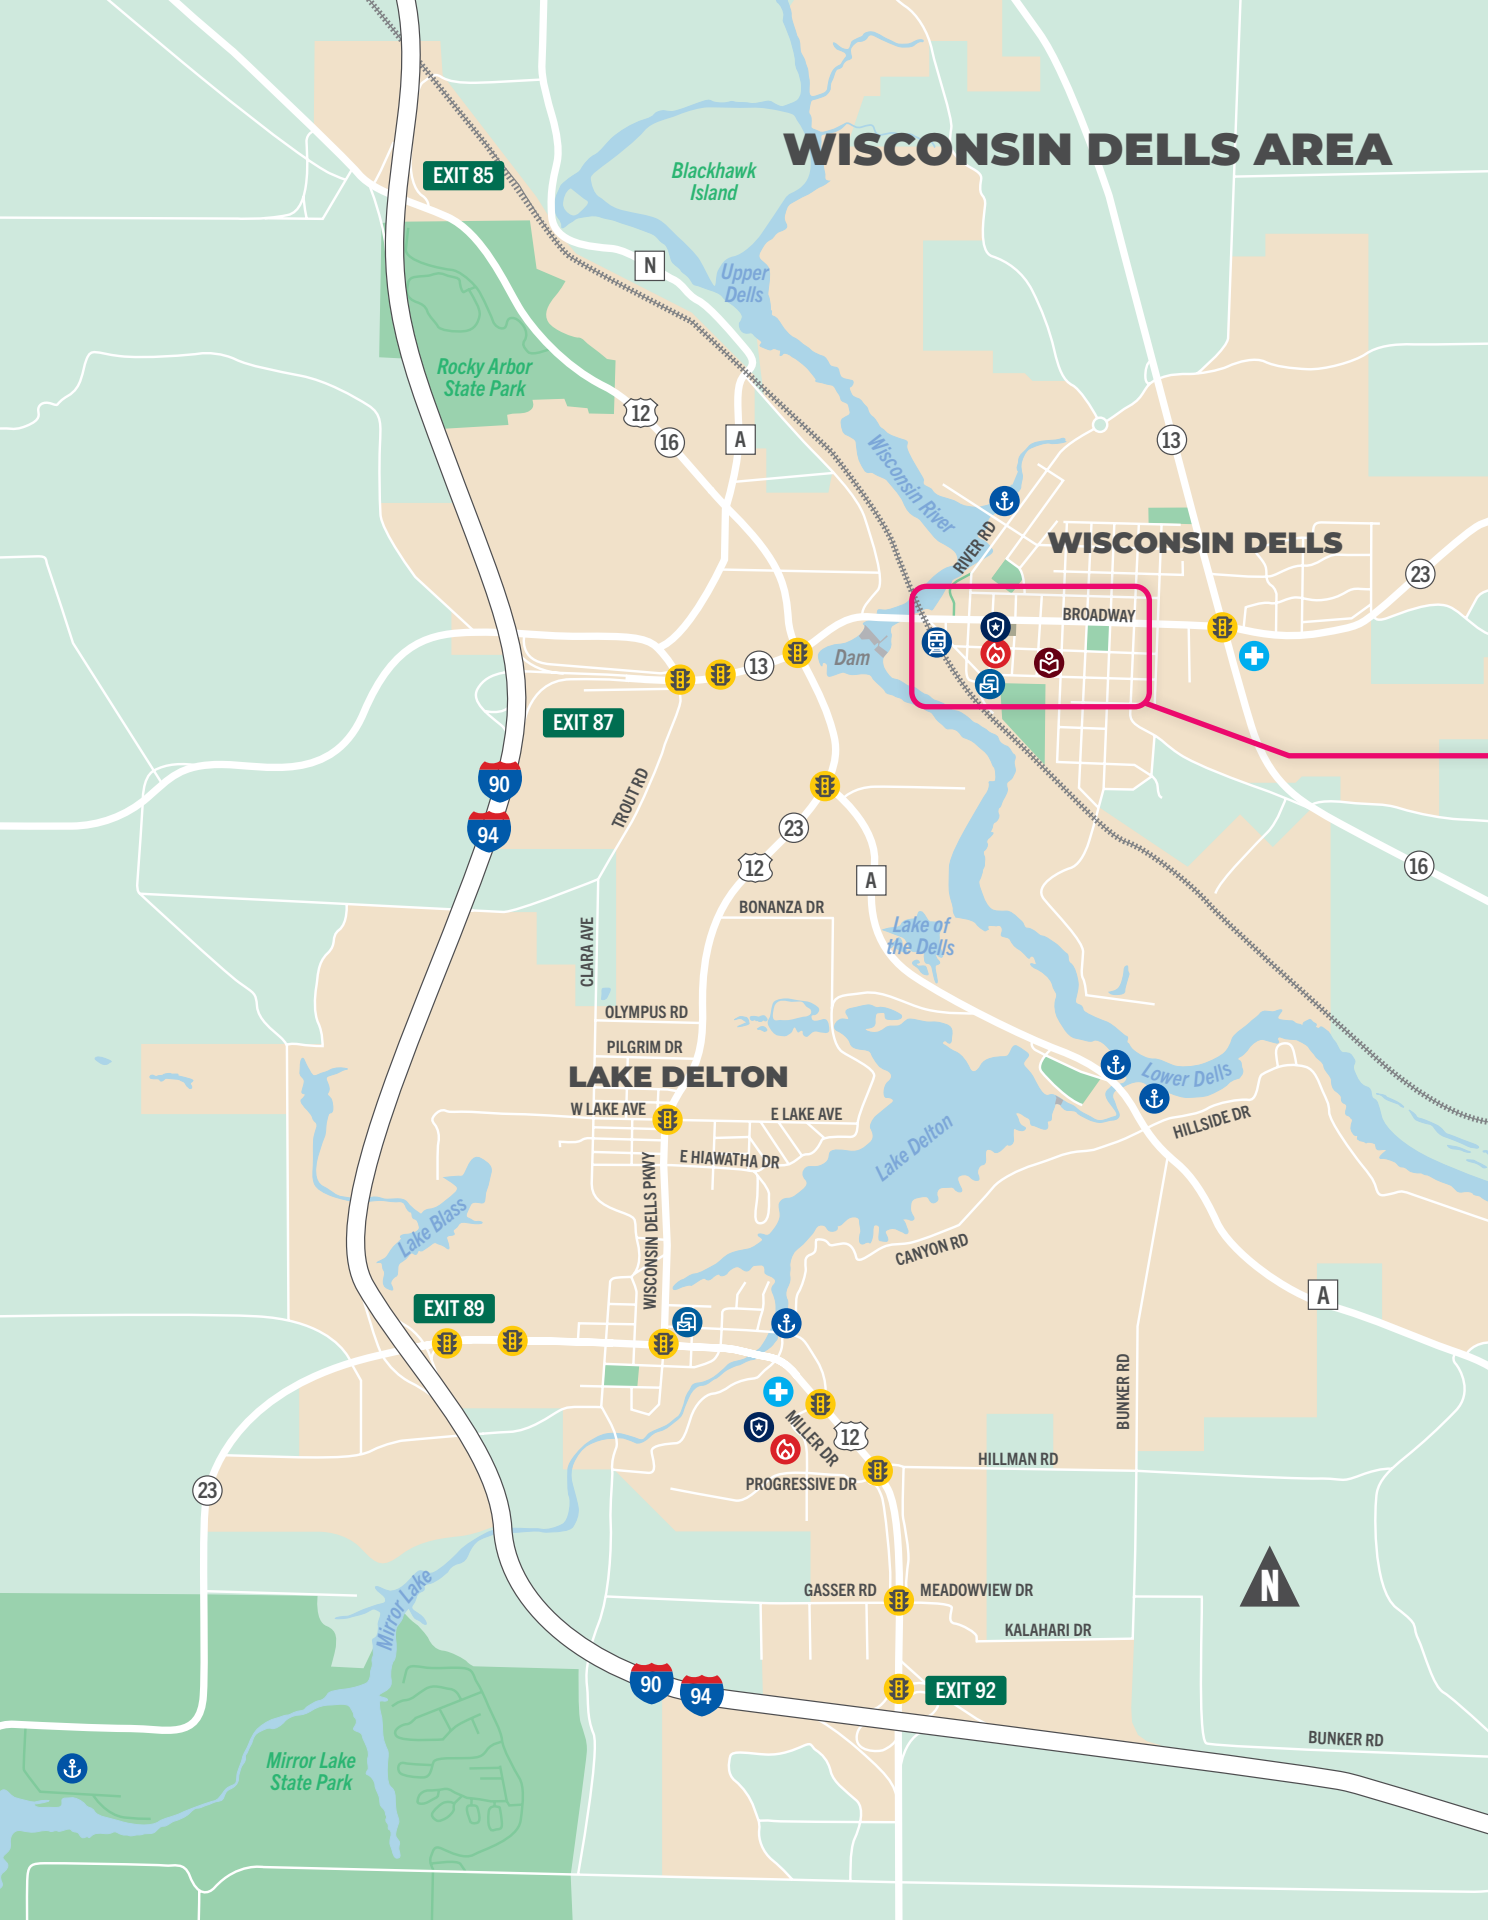 WISCONSIN DELLS AREA
EXIT 85
Blackhawk
Island
N
Upper
Dells
Rocky Arbor
State Park
12
16
A
13
Wisconsin River
RIVER RD
WISCONSIN DELLS
23
BROADWAY
Dam
13
EXIT 87
90
94
TROUT RD
23
12
A
16
BONANZA DR
CLARA AVE
Lake of
the Dells
OLYMPUS RD
PILGRIM DR
LAKE DELTON
W LAKE AVE
E LAKE AVE
Lower Dells
HILLSIDE DR
E HIAWATHA DR
Lake Delton
WISCONSIN DELLS PKWY
Lake Blass
CANYON RD
EXIT 89
A
BUNKER RD
MILLER DR
12
HILLMAN RD
PROGRESSIVE DR
23
Mirror Lake
GASSER RD
MEADOWVIEW DR
N
KALAHARI DR
90
94
EXIT 92
BUNKER RD
Mirror Lake
State Park